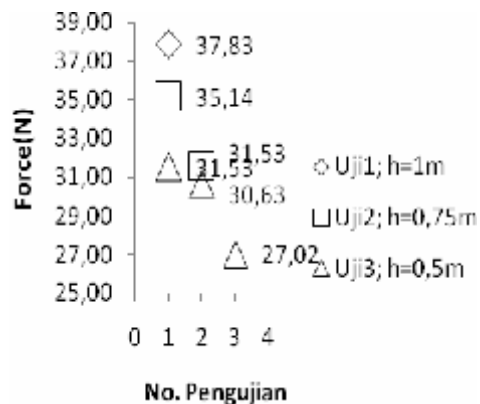 39,00
37,00
35,00
33,00
31,00
29,00
27,00
25,00
Force(N)
37,83
35,14
31,53
31,53
30,63
27,02
Uji1; h=1m
Uji2; h=0,75m
Uji3; h=0,5m
0 1 2 3 4
No. Pengujian